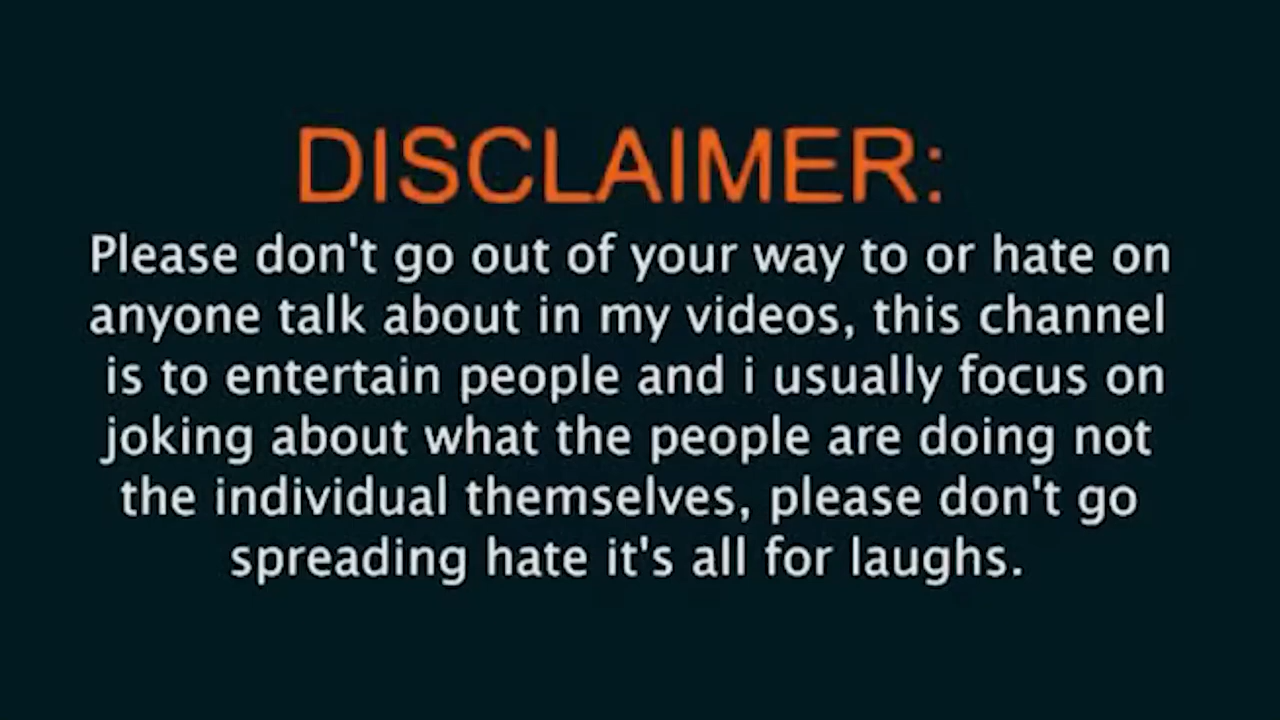 DISCLAIMER:
Please don't go out of your way to or hate on
anyone talk about in my videos, this channel
is to entertain people and i usually focus on
joking about what the people are doing not
the individual themselves, please don't go
spreading hate it's all for laughs.